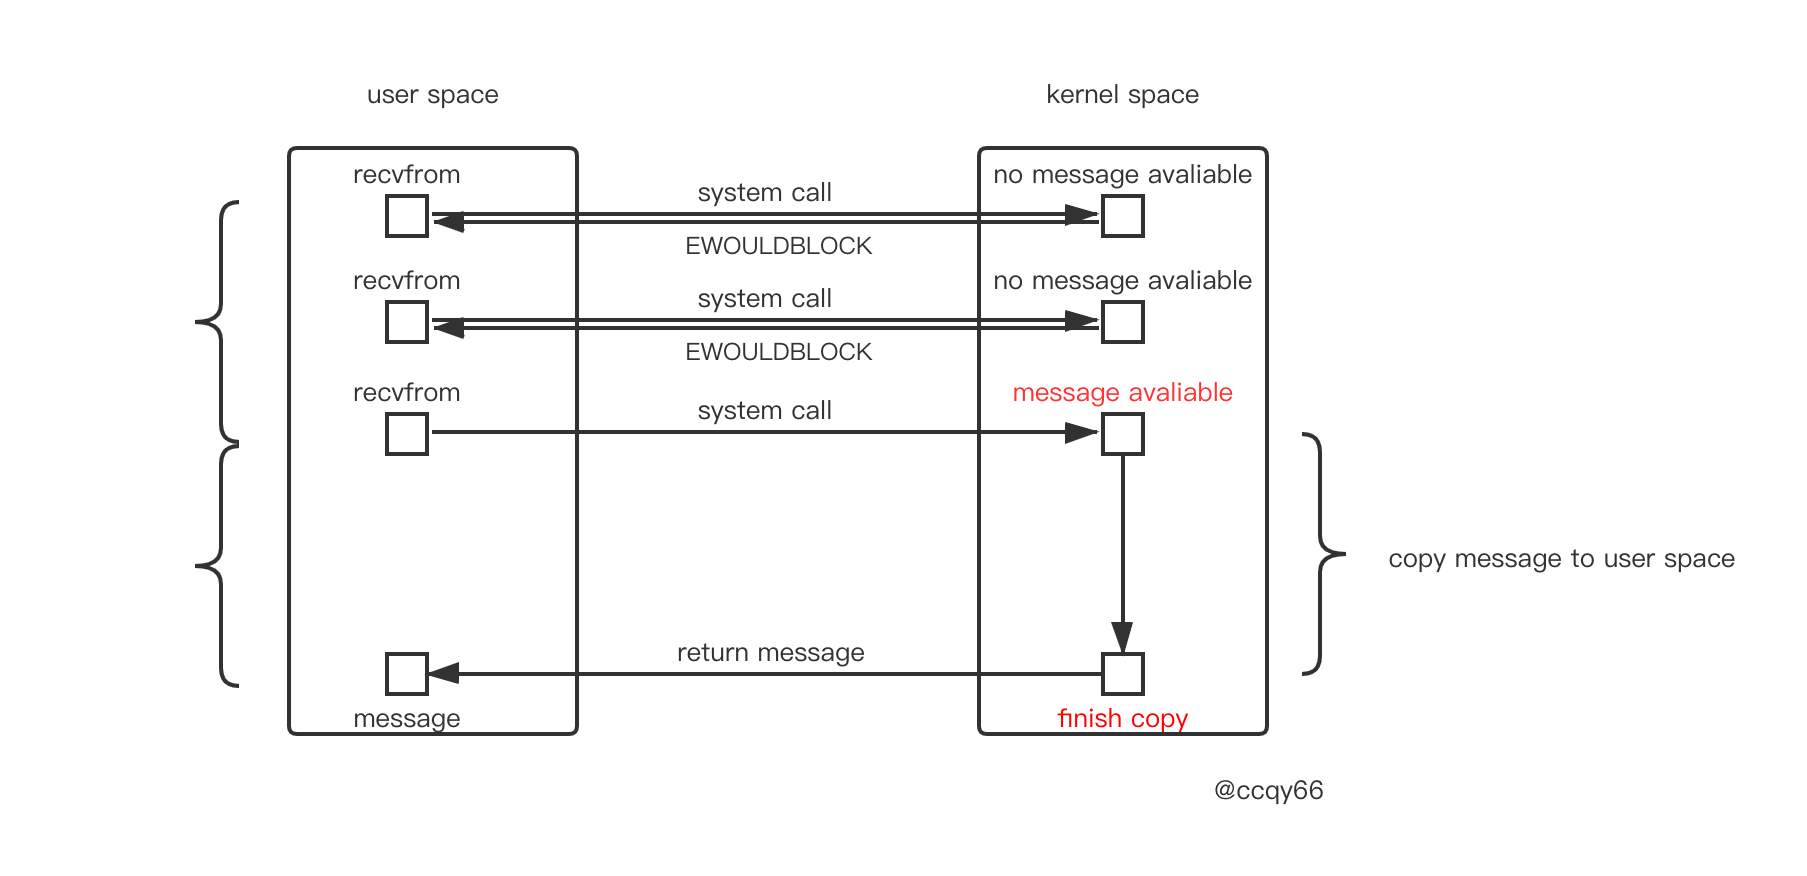 user space
kernel space
recvfrom
no message avaliable
system call
EWOULDBLOCK
recvfrom
no message avaliable
system call
EWOULDBLOCK
recvfrom
message avaliable
system call
copy message to user space
return message
message
finish copy
@ccqy66